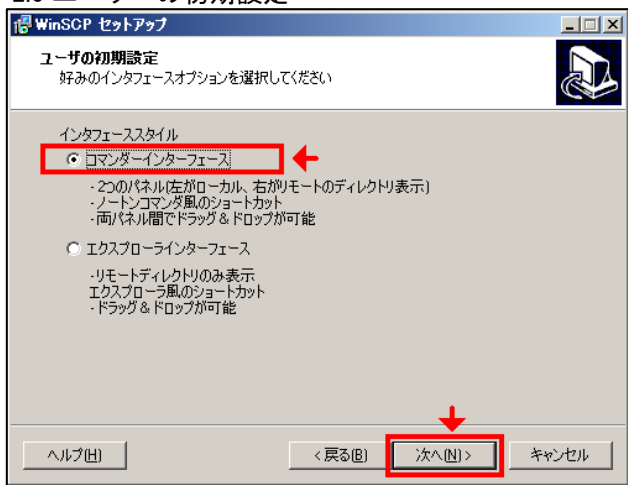 WinSCP セットアップ
ユーザの初期設定
好みのインタフェースオプションを選択してください
インタフェーススタイル
コマンダーインターフェース
・2つのパネル(左がローカル、右がリモートのディレクトリ表示)
・ノートンコマンダ風のショートカット
・両パネル間でドラッグ & ドロップが可能
エクスプローラインターフェース
・リモートディレクトリのみ表示
エクスプローラ風のショートカット
・ドラッグ & ドロップが可能
ヘルプ(H)
< 戻る(B)
次へ(N) >
キャンセル